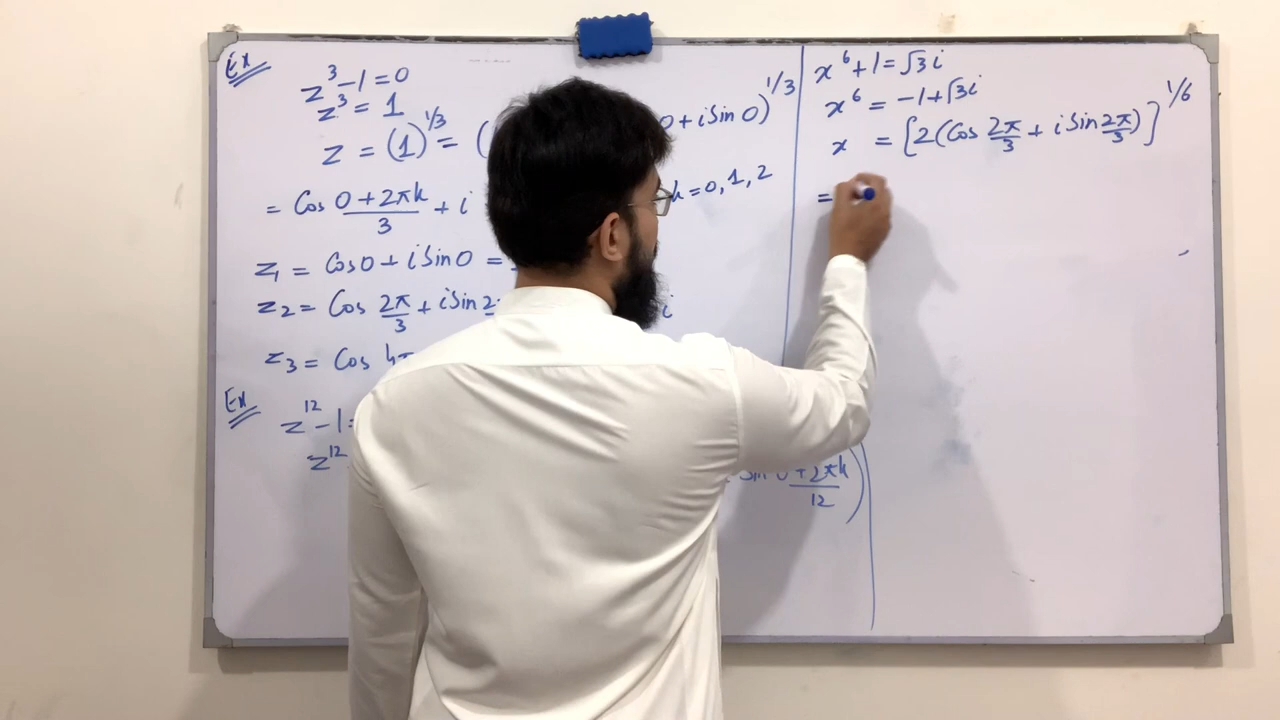 Ex
z³ - 1 = 0
z³ = 1
z = (1)^1/3 = (
0 + i Sin 0)^1/3
= Cos (0 + 2πk)/3 + i
k = 0, 1, 2
z₁ = Cos 0 + i Sin 0 =
z₂ = Cos 2π/3 + i Sin 2
i
z₃ = Cos 4π
Ex
z¹² - 1 =
z¹²
Sin (0 + 2πk)/12 )
x⁶ + 1 = √3 i
x⁶ = -1 + √3 i
x = [2(Cos 2π/3 + i Sin 2π/3)]^1/6
=